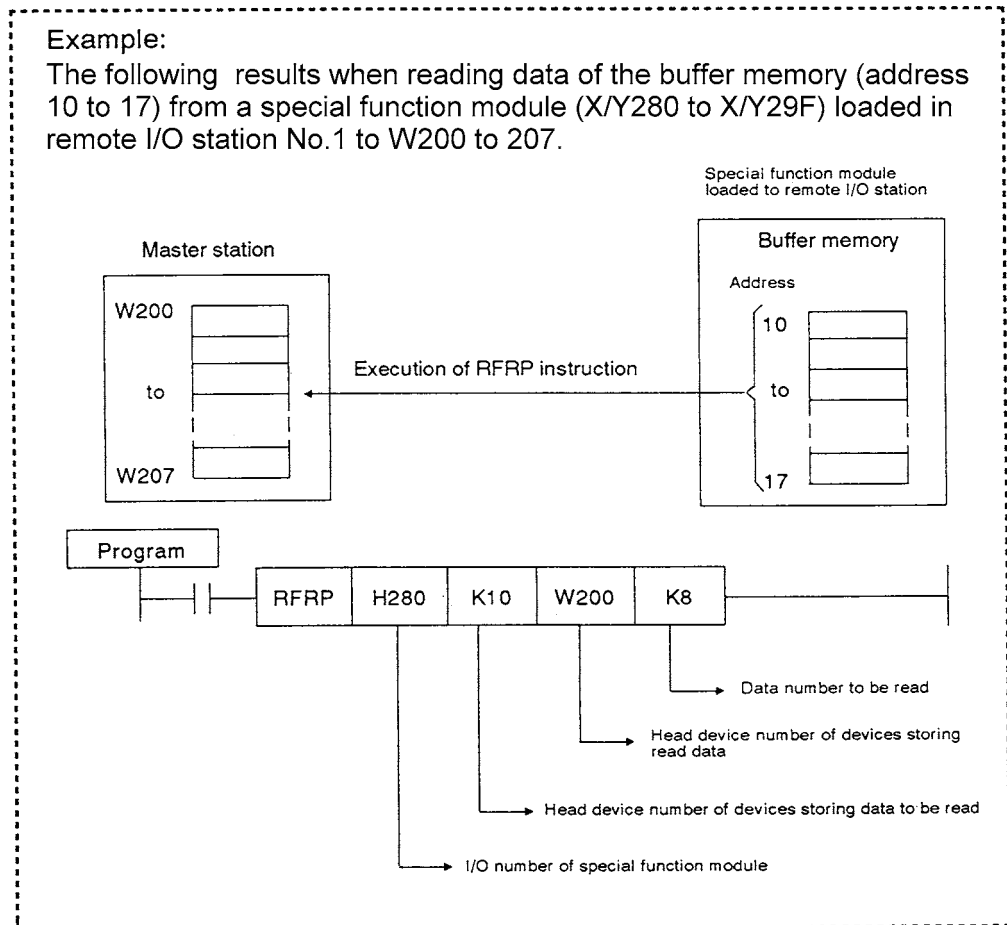 Example:
The following results when reading data of the buffer memory (address
10 to 17) from a special function module (X/Y280 to X/Y29F) loaded in
remote I/O station No.1 to W200 to 207.
Special function module
loaded to remote I/O station
Master station
Buffer memory
Address
W200
to
W207
Execution of RFRP instruction
10
to
17
Program
RFRP H280 K10 W200 K8
Data number to be read
Head device number of devices storing
read data
Head device number of devices storing data to be read
I/O number of special function module